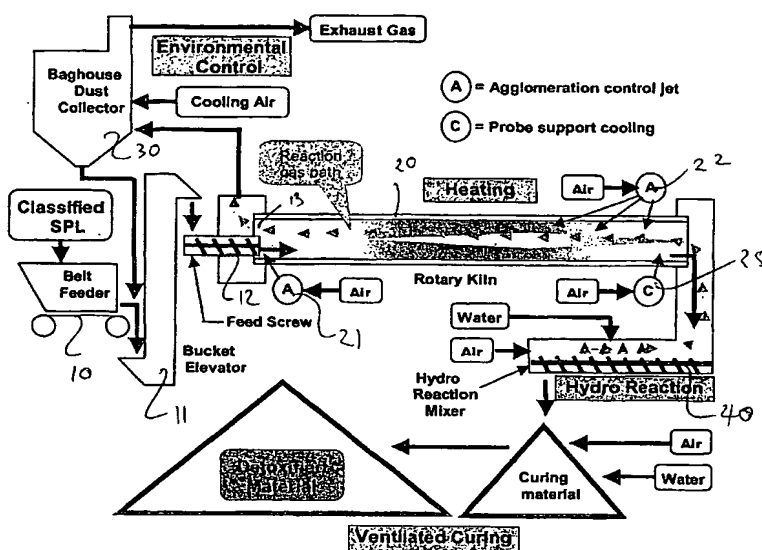 Exhaust Gas
Environmental
Control
Baghouse
Dust
Collector
Cooling Air
30
A = Agglomeration control jet
C = Probe support cooling
Reaction
gas path
20
Heating
Air
A
22
Classified
SPL
13
Belt
Feeder
12
Rotary Kiln
Air
C
25
A
Air
21
Feed Screw
Water
10
Bucket
Elevator
11
Air
Hydro
Reaction
Mixer
Hydro Reaction
40
Detoxified
Material
Curing
material
Air
Water
Ventilated Curing